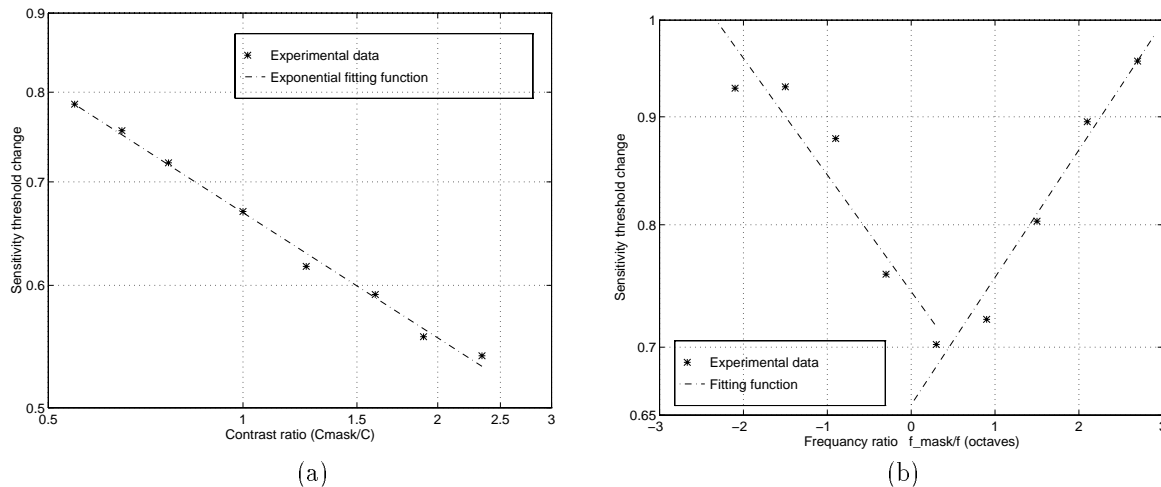 0.9
0.8
0.7
0.6
0.5
Sensitivity threshold change
Experimental data
Exponential fitting function
0.5 1 1.5 2 2.5 3
Contrast ratio (Cmask/C)
(a)
1
0.9
0.8
0.7
0.65
Sensitivity threshold change
Experimental data
Fitting function
−3 −2 −1 0 1 2 3
Frequancy ratio f_mask/f (octaves)
(b)